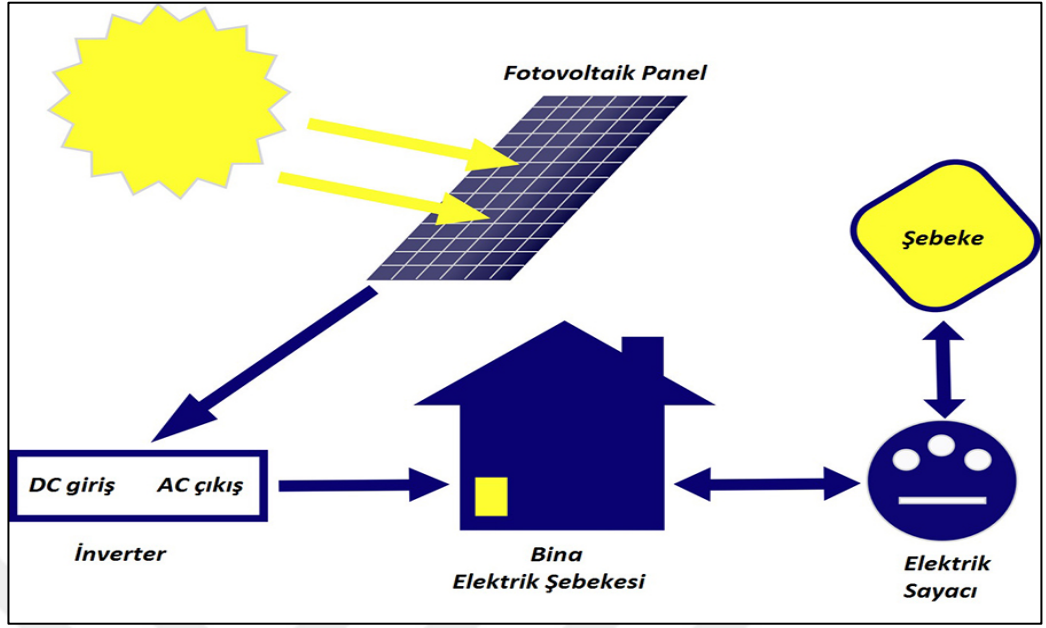 Fotovoltaik Panel
Şebeke
DC giriş AC çıkış
İnverter
Bina
Elektrik Şebekesi
Elektrik
Sayacı